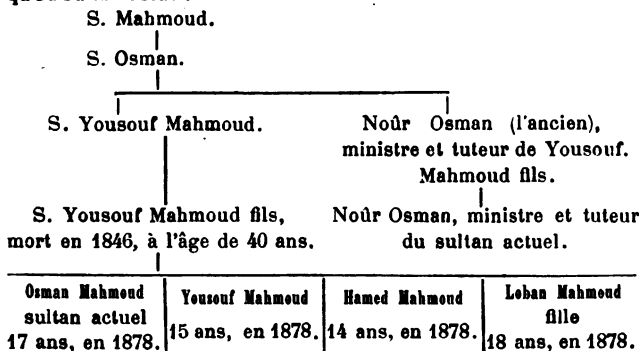 S. Mahmoud.
S. Osman.
S. Yousouf Mahmoud.
Noûr Osman (l'ancien),
ministre et tuteur de Yousouf.
Mahmoud fils.
S. Yousouf Mahmoud fils,
mort en 1846, à l'âge de 40 ans.
Noûr Osman, ministre et tuteur
du sultan actuel.
Osman Mahmoud
sultan actuel
17 ans, en 1878.
Yousouf Mahmoud
15 ans, en 1878.
Hamed Mahmoud
14 ans, en 1878.
Loban Mahmoud
fille
18 ans, en 1878.